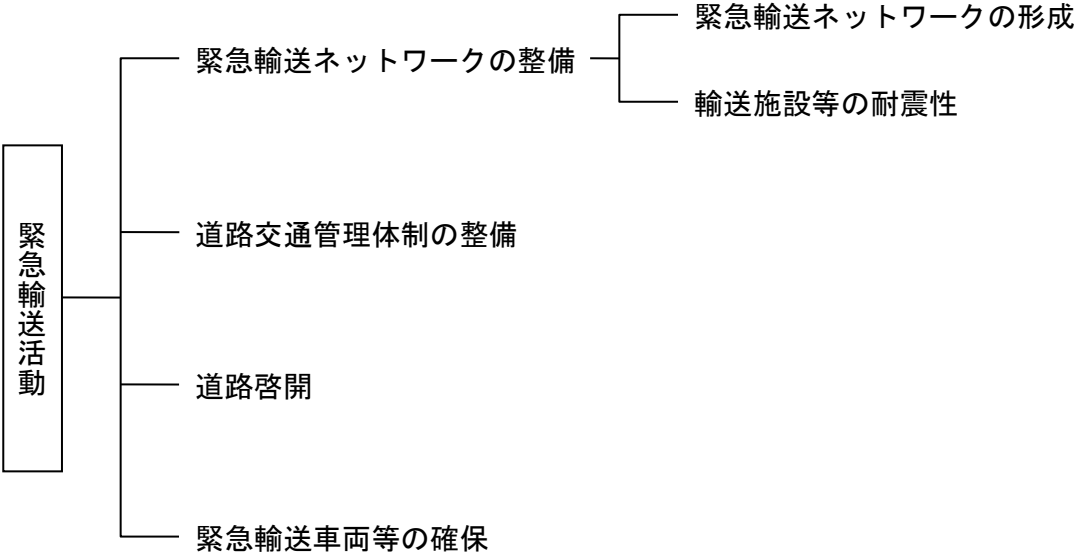 緊急輸送活動
緊急輸送ネットワークの整備
緊急輸送ネットワークの形成
輸送施設等の耐震性
道路交通管理体制の整備
道路啓開
緊急輸送車両等の確保